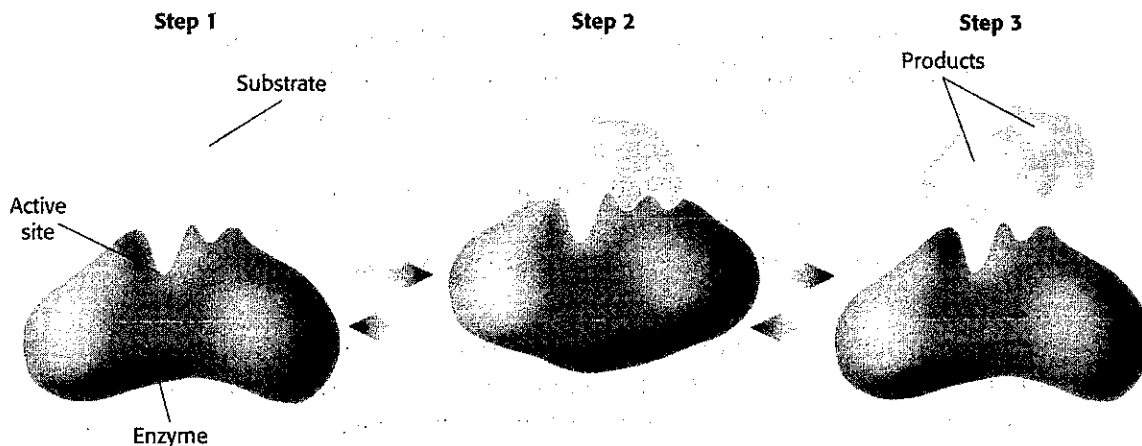 Step 1
Step 2
Step 3
Substrate
Products
Active
site
Enzyme